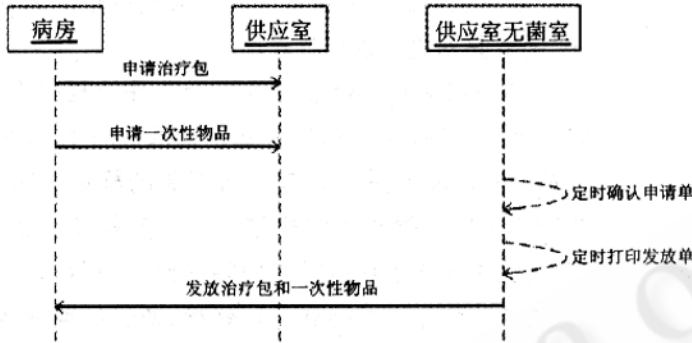 病房
供应室
供应室无菌室
申请治疗包
申请一次性物品
定时确认申请单
定时打印发放单
发放治疗包和一次性物品